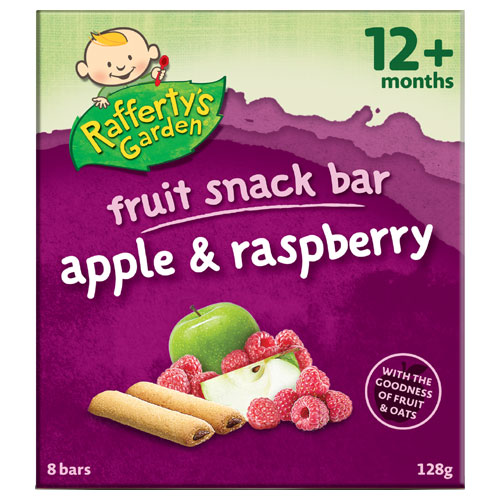 Rafferty's
Garden
12+
months
fruit snack bar
apple & raspberry
WITH THE
GOODNESS
OF FRUIT
& OATS
8 bars
128g